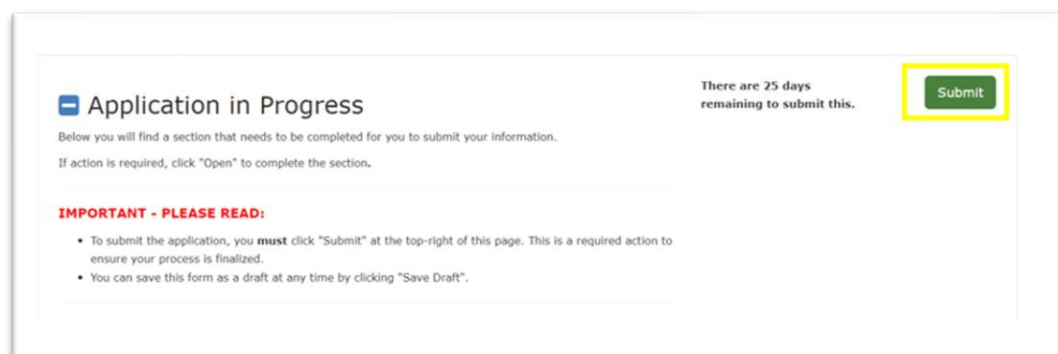 Application in Progress
There are 25 days
remaining to submit this.
Submit
Below you will find a section that needs to be completed for you to submit your information.
If action is required, click "Open" to complete the section.
IMPORTANT - PLEASE READ:
• To submit the application, you must click "Submit" at the top-right of this page. This is a required action to
ensure your process is finalized.
• You can save this form as a draft at any time by clicking "Save Draft".